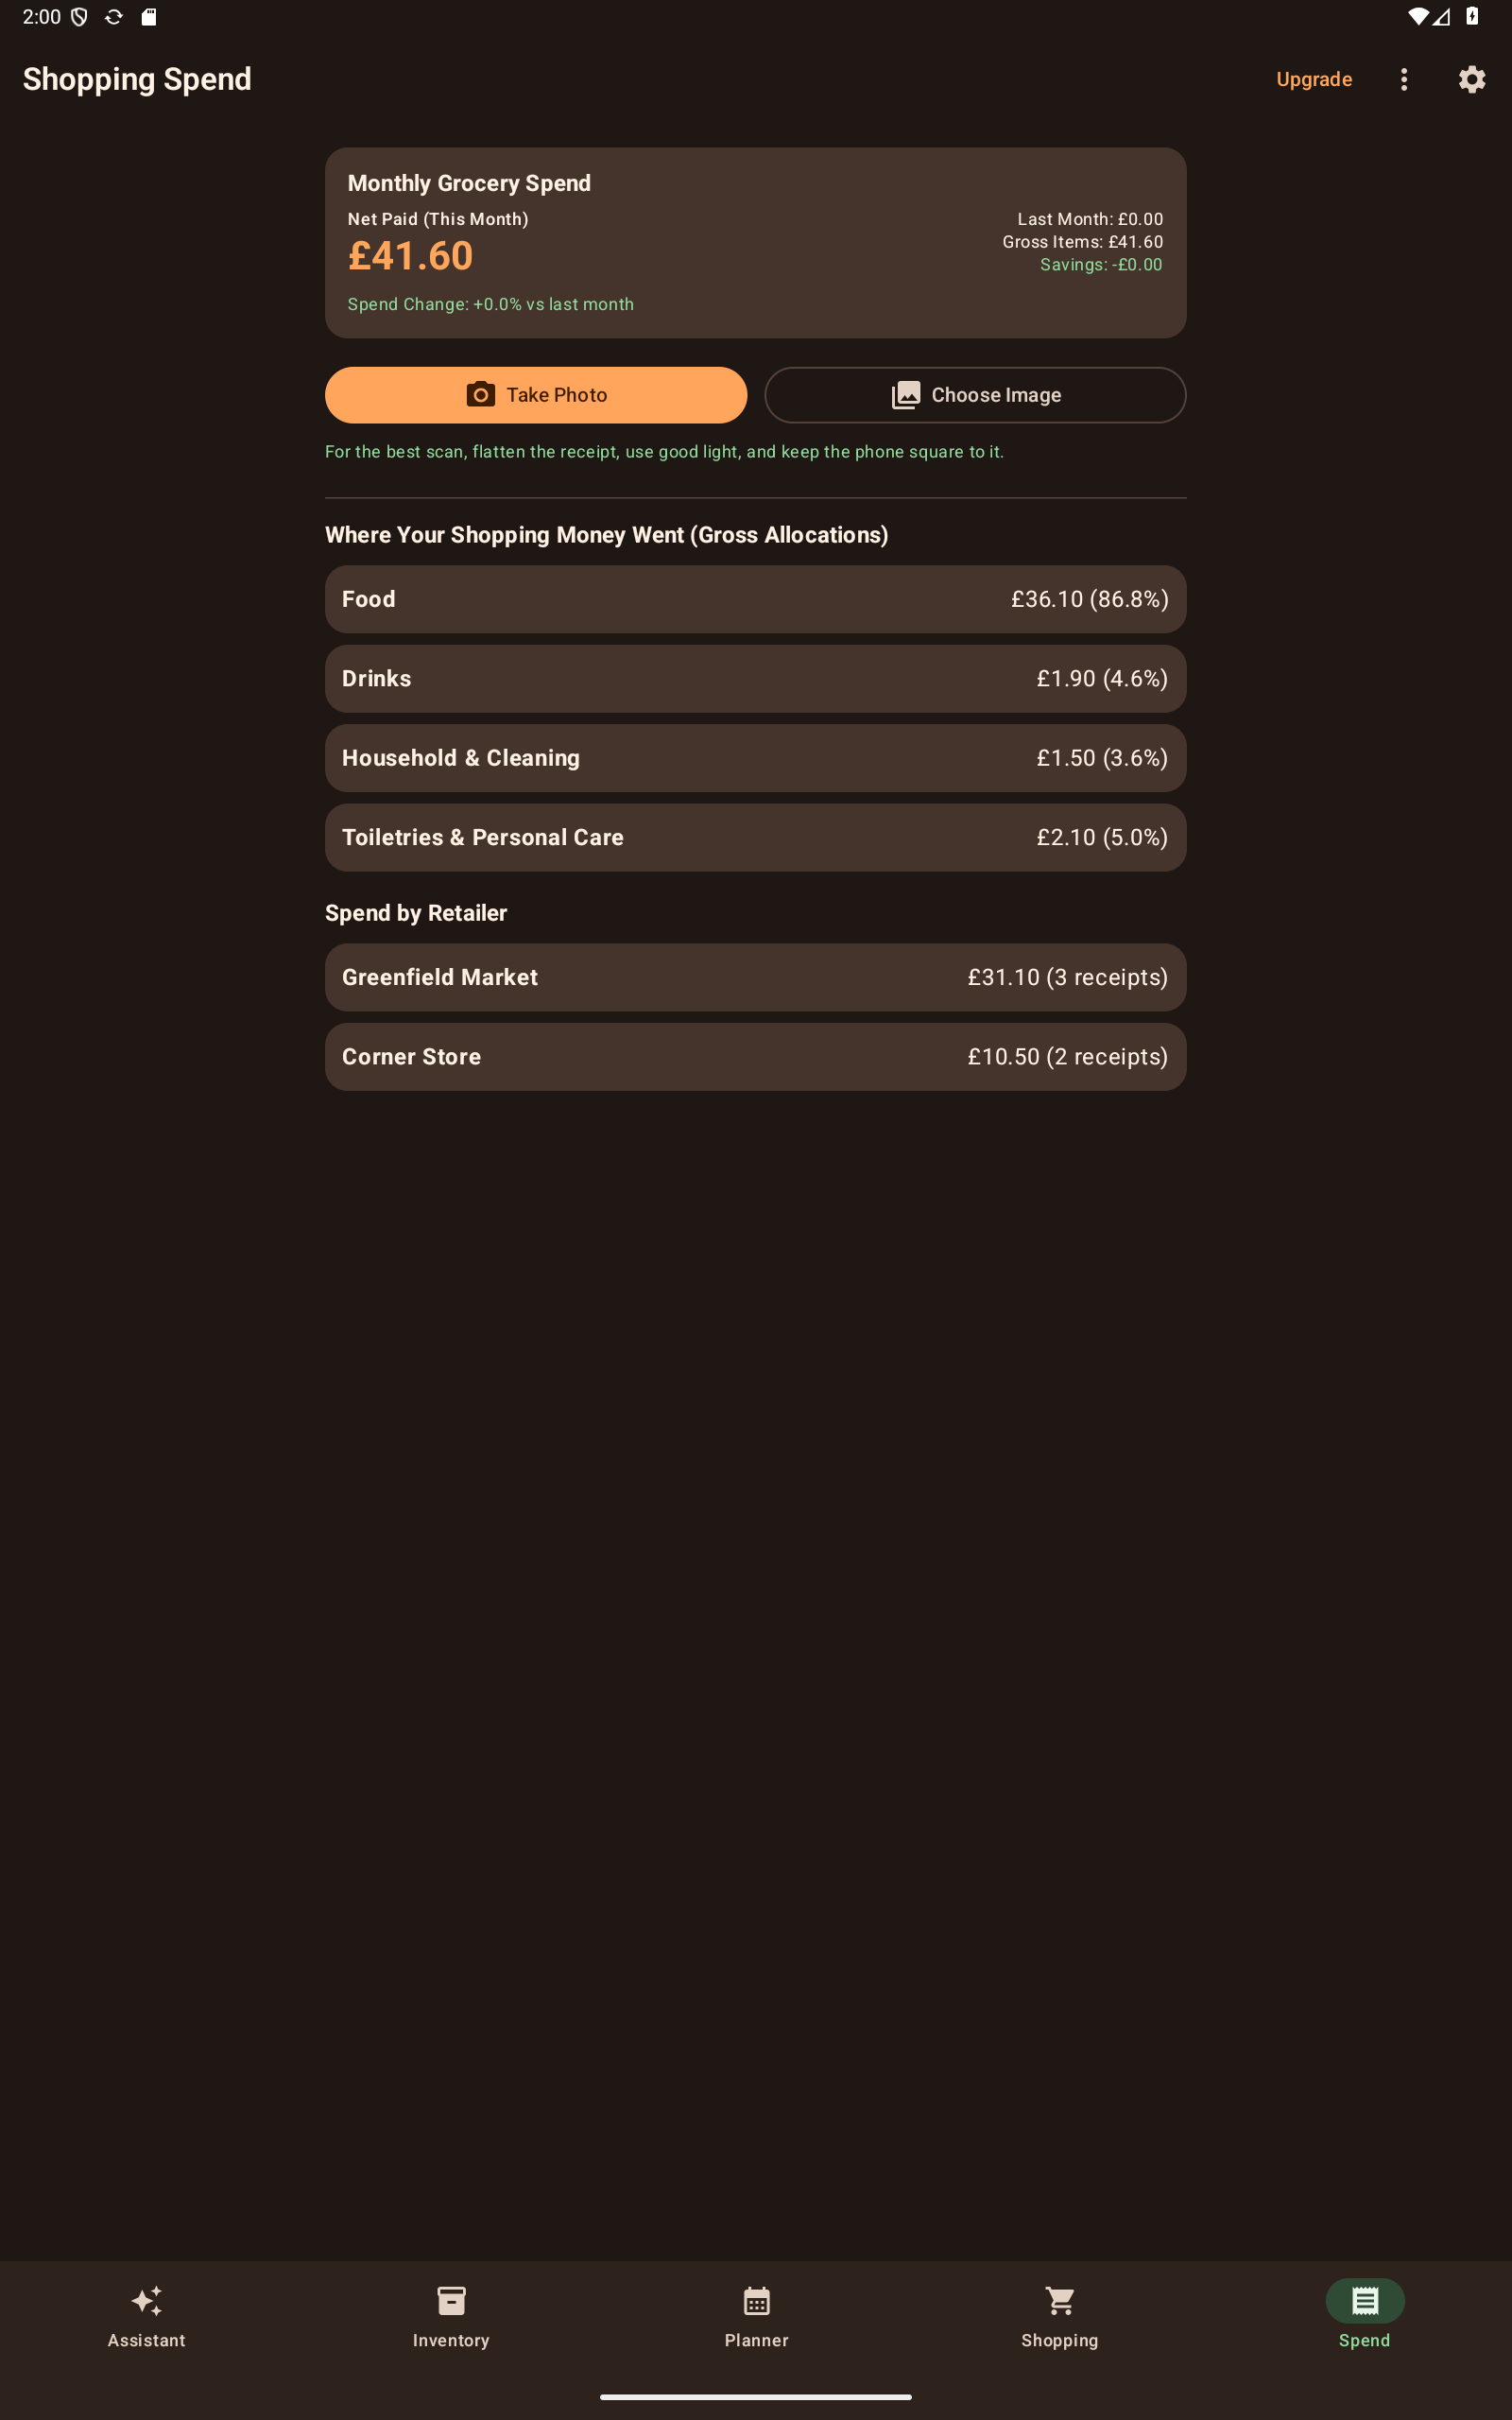 2:00
Shopping Spend
Upgrade
Monthly Grocery Spend
Net Paid (This Month)
£41.60
Last Month: £0.00
Gross Items: £41.60
Savings: -£0.00
Spend Change: +0.0% vs last month
Take Photo
Choose Image
For the best scan, flatten the receipt, use good light, and keep the phone square to it.
Where Your Shopping Money Went (Gross Allocations)
Food £36.10 (86.8%)
Drinks £1.90 (4.6%)
Household & Cleaning £1.50 (3.6%)
Toiletries & Personal Care £2.10 (5.0%)
Spend by Retailer
Greenfield Market £31.10 (3 receipts)
Corner Store £10.50 (2 receipts)
Assistant
Inventory
Planner
Shopping
Spend